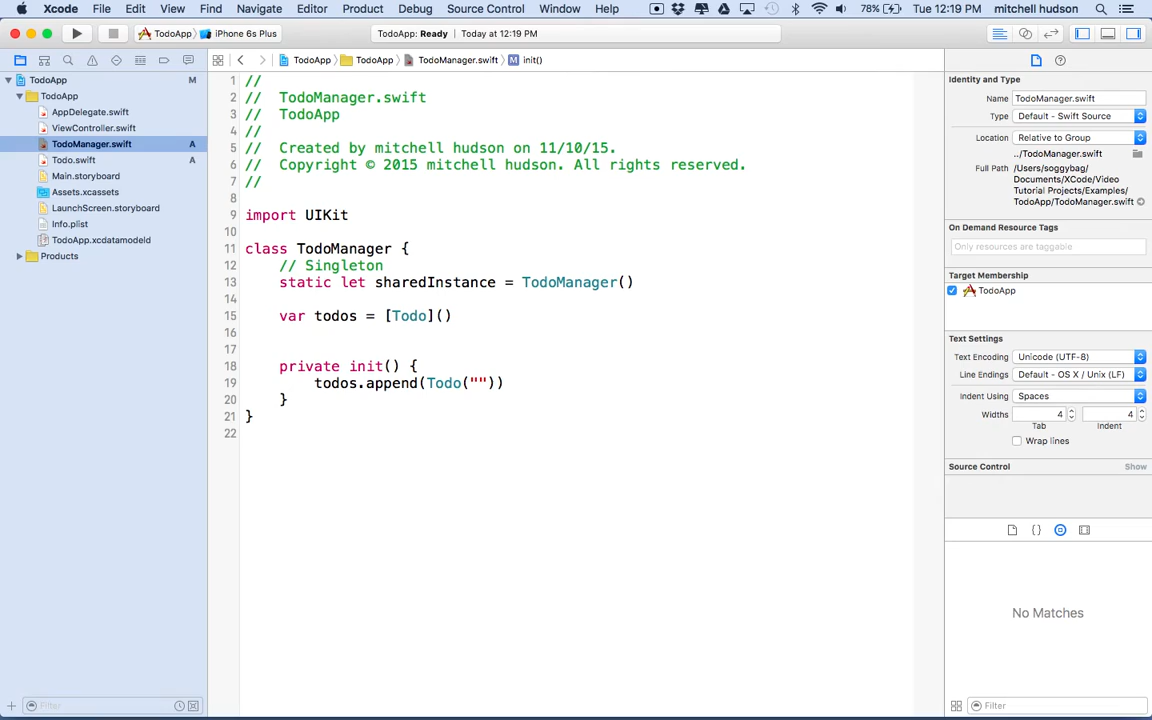 Xcode File Edit View Find Navigate Editor Product Debug Source Control Window Help 78% Tue 12:19 PM mitchell hudson
TodoApp iPhone 6s Plus TodoApp: Ready Today at 12:19 PM
TodoApp TodoApp TodoManager.swift M init()
TodoApp M
TodoApp
AppDelegate.swift
ViewController.swift
TodoManager.swift A
Todo.swift A
Main.storyboard
Assets.xcassets
LaunchScreen.storyboard
Info.plist
TodoApp.xcdatamodeld
Products
Filter
1 //
2 // TodoManager.swift
3 // TodoApp
4 //
5 // Created by mitchell hudson on 11/10/15.
6 // Copyright © 2015 mitchell hudson. All rights reserved.
7 //
8
9 import UIKit
10
11 class TodoManager {
12 // Singleton
13 static let sharedInstance = TodoManager()
14
15 var todos = [Todo]()
16
17
18 private init() {
19 todos.append(Todo(""))
20 }
21 }
22
Identity and Type
Name TodoManager.swift
Type Default - Swift Source
Location Relative to Group
../TodoManager.swift
Full Path /Users/soggybag/
Documents/XCode/Video
Tutorial Projects/Examples/
TodoApp/TodoManager.swift
On Demand Resource Tags
Only resources are taggable
Target Membership
TodoApp
Text Settings
Text Encoding Unicode (UTF-8)
Line Endings Default - OS X / Unix (LF)
Indent Using Spaces
Widths 4 4
Tab Indent
Wrap lines
Source Control Show
{ }
No Matches
Filter